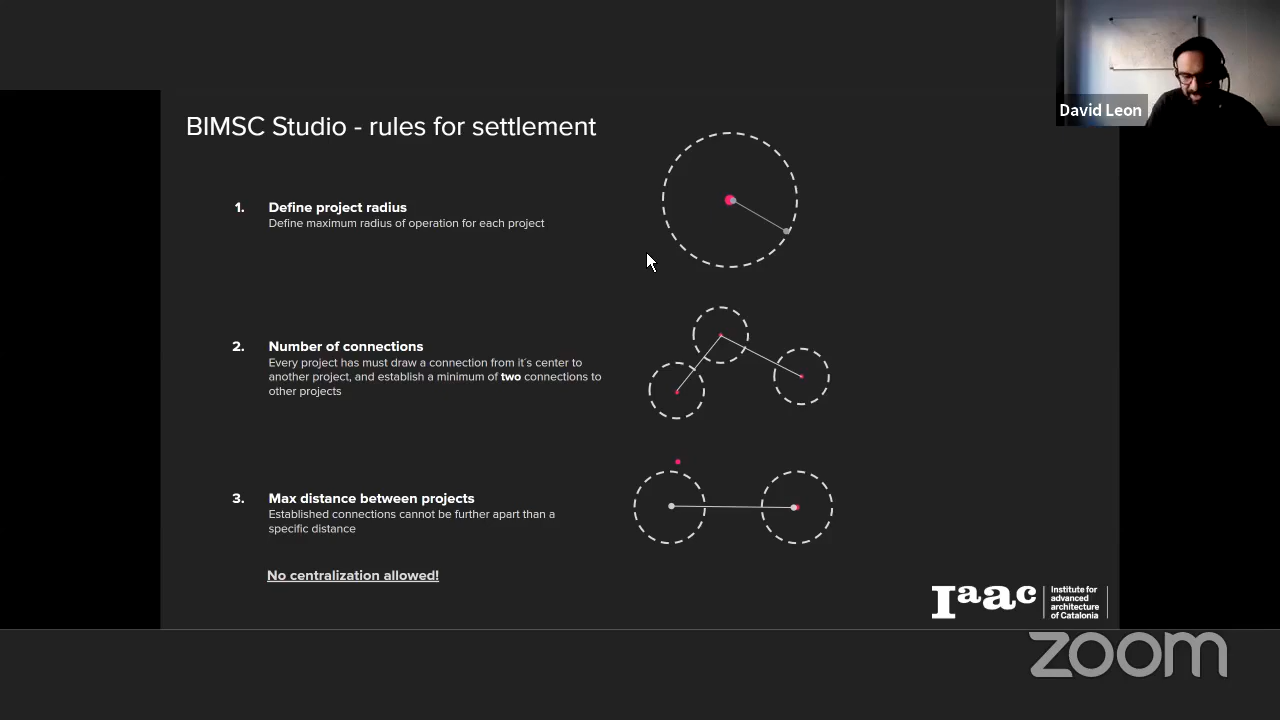 David Leon
BIMSC Studio - rules for settlement
1. Define project radius
Define maximum radius of operation for each project
2. Number of connections
Every project has must draw a connection from it´s center to
another project, and establish a minimum of two connections to
other projects
3. Max distance between projects
Established connections cannot be further apart than a
specific distance
No centralization allowed!
Iaac
Institute for
advanced
architecture
of Catalonia
zoom